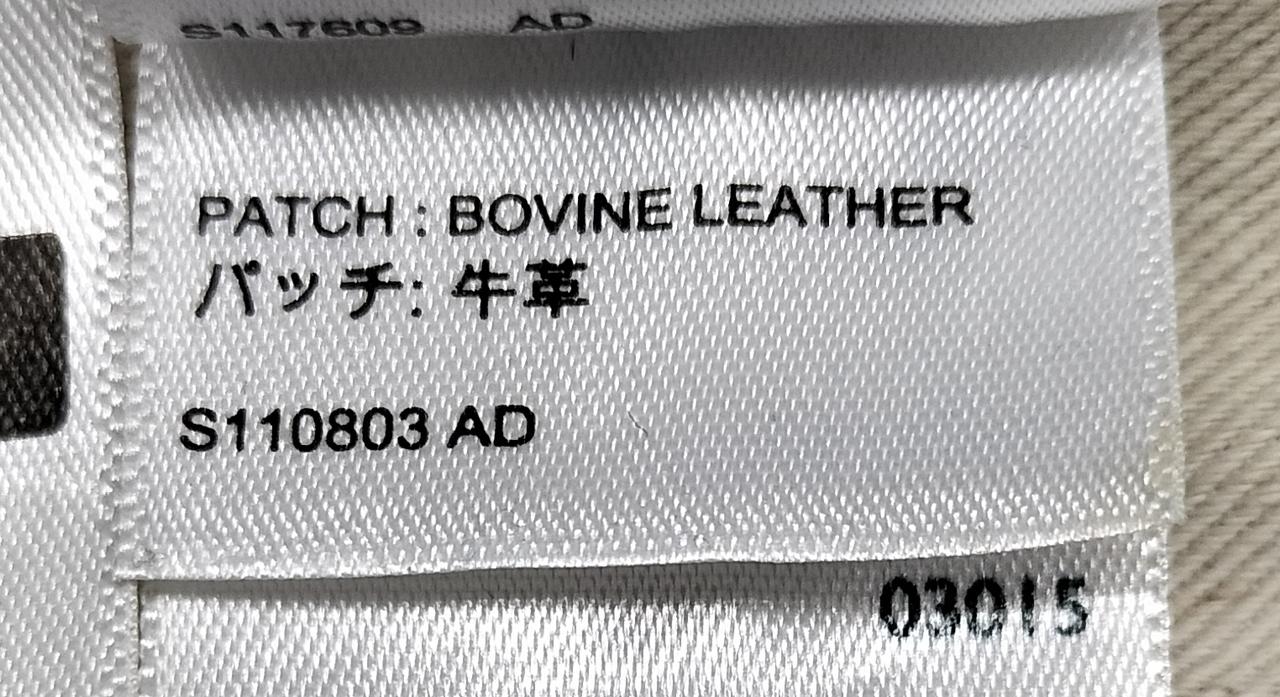 S117609 AD
PATCH : BOVINE LEATHER
パッチ: 牛革
S110803 AD
03015